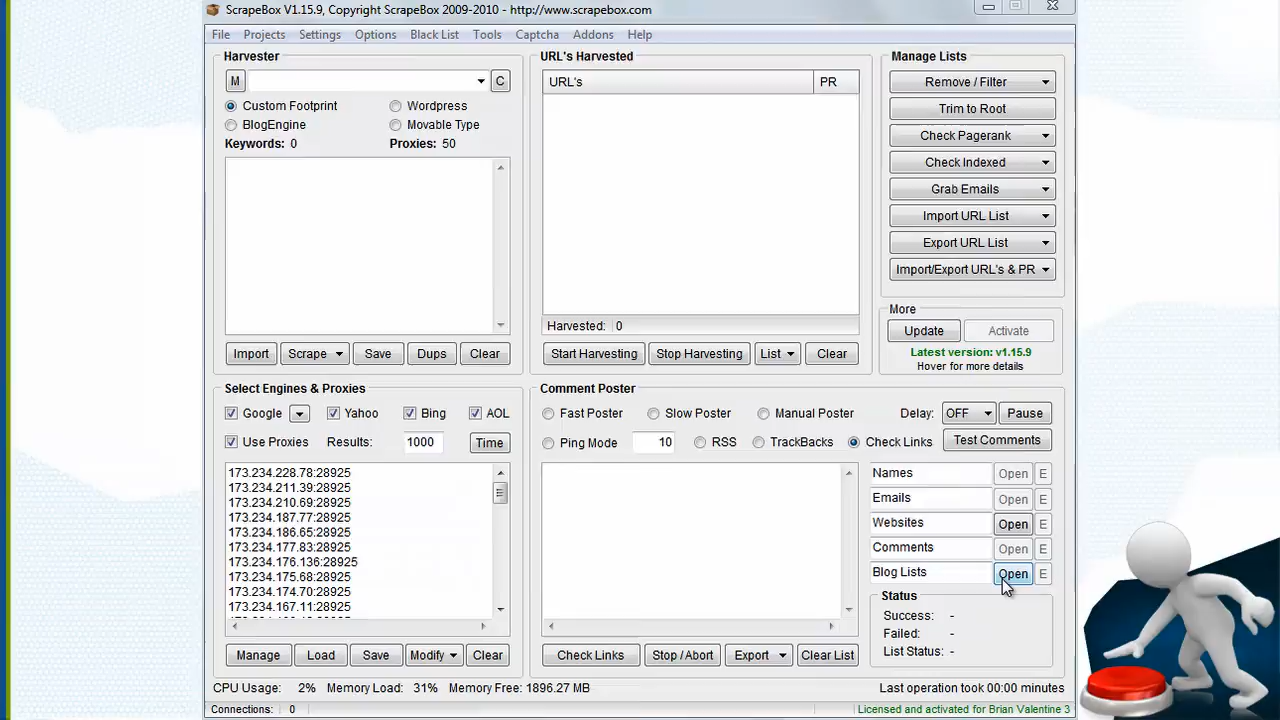 ScrapeBox V1.15.9, Copyright ScrapeBox 2009-2010 - http://www.scrapebox.com
File Projects Settings Options Black List Tools Captcha Addons Help
Harvester
M C
Custom Footprint Wordpress
BlogEngine Movable Type
Keywords: 0 Proxies: 50
Import Scrape Save Dups Clear
URL's Harvested
URL's PR
Harvested: 0
Start Harvesting Stop Harvesting List Clear
Manage Lists
Remove / Filter
Trim to Root
Check Pagerank
Check Indexed
Grab Emails
Import URL List
Export URL List
Import/Export URL's & PR
More
Update Activate
Latest version: v1.15.9
Hover for more details
Select Engines & Proxies
Google Yahoo Bing AOL
Use Proxies Results: 1000 Time
173.234.228.78:28925
173.234.211.39:28925
173.234.210.69:28925
173.234.187.77:28925
173.234.186.65:28925
173.234.177.83:28925
173.234.176.136:28925
173.234.175.68:28925
173.234.174.70:28925
173.234.167.11:28925
Manage Load Save Modify Clear
Comment Poster
Fast Poster Slow Poster Manual Poster Delay: OFF Pause
Ping Mode 10 RSS TrackBacks Check Links Test Comments
Names Open E
Emails Open E
Websites Open E
Comments Open E
Blog Lists Open E
Status
Success: -
Failed: -
List Status: -
Check Links Stop / Abort Export Clear List
CPU Usage: 2% Memory Load: 31% Memory Free: 1896.27 MB Last operation took 00:00 minutes
Connections: 0 Licensed and activated for Brian Valentine 3